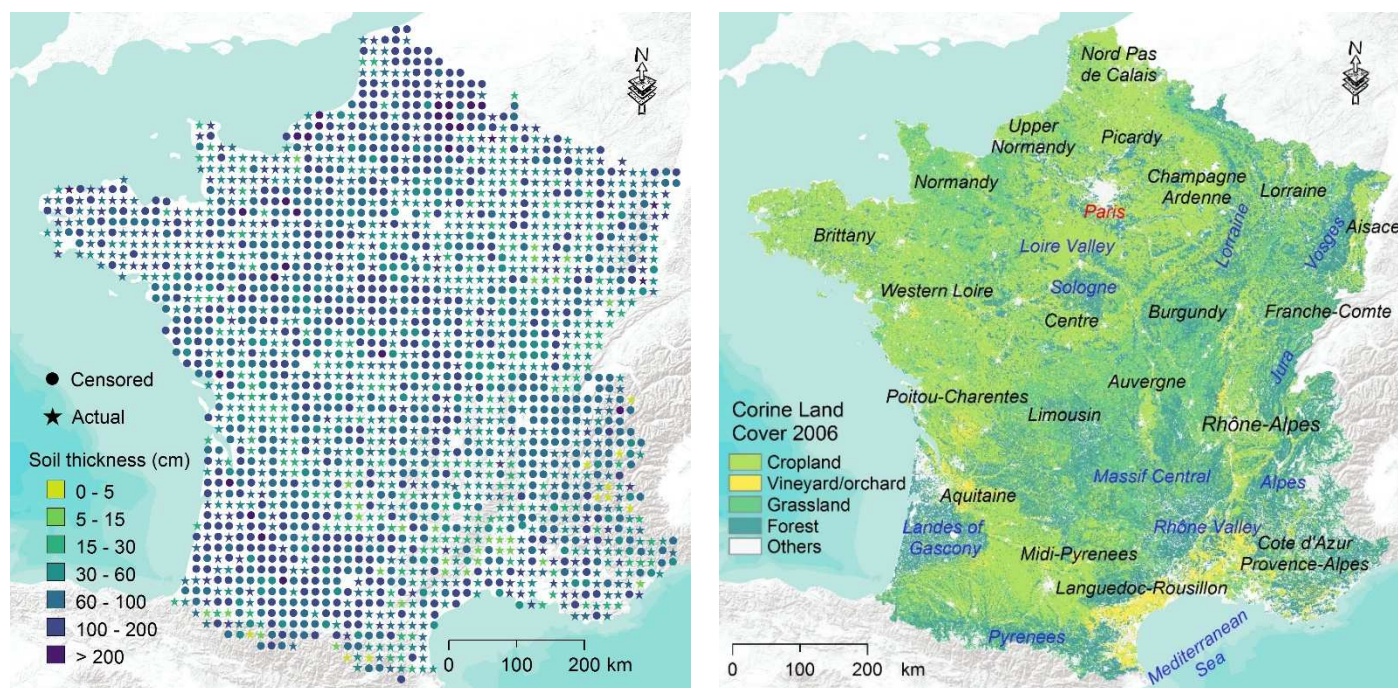 N
Censored
Actual
Soil thickness (cm)
0 - 5
5 - 15
15 - 30
30 - 60
60 - 100
100 - 200
> 200
0 100 200
km
N
Nord Pas
de Calais
Upper
Normandy
Picardy
Normandy
Champagne
Ardenne
Lorraine
Paris
Aisace
Brittany
Loire Valley
Lorraine
Vosges
Sologne
Western Loire
Centre
Burgundy
Franche-Comte
Jura
Auvergne
Poitou-Charentes
Limousin
Rhône-Alpes
Corine Land
Cover 2006
Cropland
Vineyard/orchard
Grassland
Forest
Others
Massif Central
Alpes
Aquitaine
Landes of
Gascony
Rhône Valley
Midi-Pyrenees
Cote d'Azur
Provence-Alpes
Languedoc-Rousillon
Pyrenees
Mediterranean
Sea
0 100 200 km